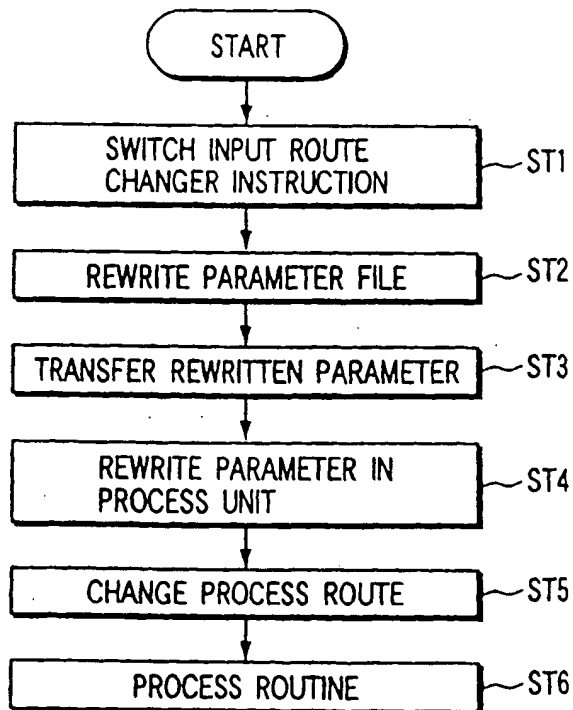 START
SWITCH INPUT ROUTE
CHANGER INSTRUCTION
ST1
REWRITE PARAMETER FILE
ST2
TRANSFER REWRITTEN PARAMETER
ST3
REWRITE PARAMETER IN
PROCESS UNIT
ST4
CHANGE PROCESS ROUTE
ST5
PROCESS ROUTINE
ST6